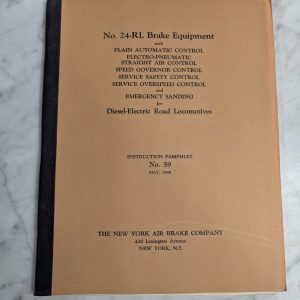 No. 24-RL Brake Equipment
with
PLAIN AUTOMATIC CONTROL
ELECTRO-PNEUMATIC
STRAIGHT AIR CONTROL
SPEED GOVERNOR CONTROL
SERVICE SAFETY CONTROL
SERVICE OVERSPEED CONTROL
and
EMERGENCY SANDING
for
Diesel-Electric Road Locomotives
INSTRUCTION PAMPHLET
No. 59
MAY,
THE NEW YORK AIR BRAKE COMPANY
420 Lexington Avenue
NEW YORK, N.Y.